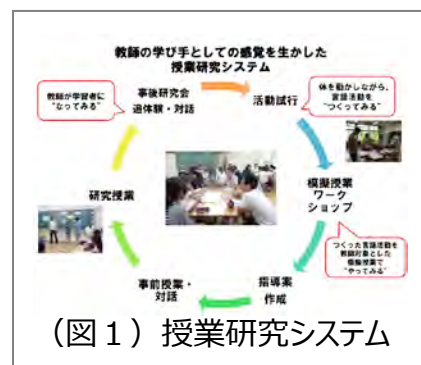 教師の学び手としての感覚を生かした
授業研究システム
教師が学習者に
“なってみる”
事後研究会
追体験・対話
活動試行
体を動かしながら、
言語活動を
“つくってみる”
研究授業
模擬授業
ワーク
ショップ
つくった言語活動を
教師対象とした
模擬授業で
“やってみる”
事前授業・
対話
指導案
作成
（図１）授業研究システム